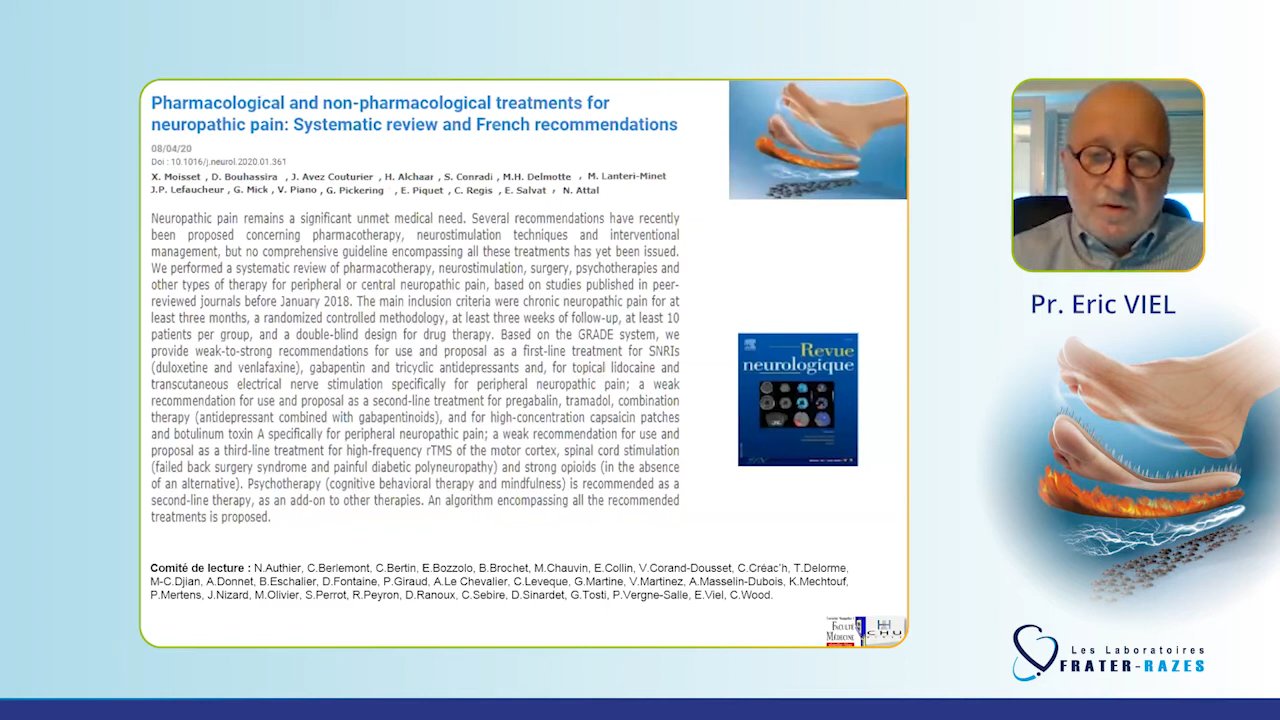 Pharmacological and non-pharmacological treatments for
neuropathic pain: Systematic review and French recommendations
08/04/20
Doi : 10.1016/j.neurol.2020.01.361
X. Moisset , D. Bouhassira , J. Avez Couturier , H. Alchaar , S. Conradi , M.H. Delmotte , M. Lanteri-Minet
J.P. Lefaucheur , G. Mick , V. Piano , G. Pickering , E. Piquet , C. Regis , E. Salvat , N. Attal
Neuropathic pain remains a significant unmet medical need. Several recommendations have recently
been proposed concerning pharmacotherapy, neurostimulation techniques and interventional
management, but no comprehensive guideline encompassing all these treatments has yet been issued.
We performed a systematic review of pharmacotherapy, neurostimulation, surgery, psychotherapies and
other types of therapy for peripheral or central neuropathic pain, based on studies published in peer-
reviewed journals before January 2018. The main inclusion criteria were chronic neuropathic pain for at
least three months, a randomized controlled methodology, at least three weeks of follow-up, at least 10
patients per group, and a double-blind design for drug therapy. Based on the GRADE system, we
provide weak-to-strong recommendations for use and proposal as a first-line treatment for SNRIs
(duloxetine and venlafaxine), gabapentin and tricyclic antidepressants and, for topical lidocaine and
transcutaneous electrical nerve stimulation specifically for peripheral neuropathic pain; a weak
recommendation for use and proposal as a second-line treatment for pregabalin, tramadol, combination
therapy (antidepressant combined with gabapentinoids), and for high-concentration capsaicin patches
and botulinum toxin A specifically for peripheral neuropathic pain; a weak recommendation for use and
proposal as a third-line treatment for high-frequency rTMS of the motor cortex, spinal cord stimulation
(failed back surgery syndrome and painful diabetic polyneuropathy) and strong opioids (in the absence
of an alternative). Psychotherapy (cognitive behavioral therapy and mindfulness) is recommended as a
second-line therapy, as an add-on to other therapies. An algorithm encompassing all the recommended
treatments is proposed.
Revue
neurologique
Comité de lecture : N.Authier, C.Berlemont, C.Bertin, E.Bozzolo, B.Brochet, M.Chauvin, E.Collin, V.Corand-Dousset, C.Créac'h, T.Delorme,
M-C.Djian, A.Donnet, B.Eschalier, D.Fontaine, P.Giraud, A.Le Chevalier, C.Leveque, G.Martine, V.Martinez, A.Masselin-Dubois, K.Mechtouf,
P.Mertens, J.Nizard, M.Olivier, S.Perrot, R.Peyron, D.Ranoux, C.Sebire, D.Sinardet, G.Tosti, P.Vergne-Salle, E.Viel, C.Wood.
FACULTÉ
MÉDECINE
CHU
Pr. Eric VIEL
Les Laboratoires
FRATER-RAZES